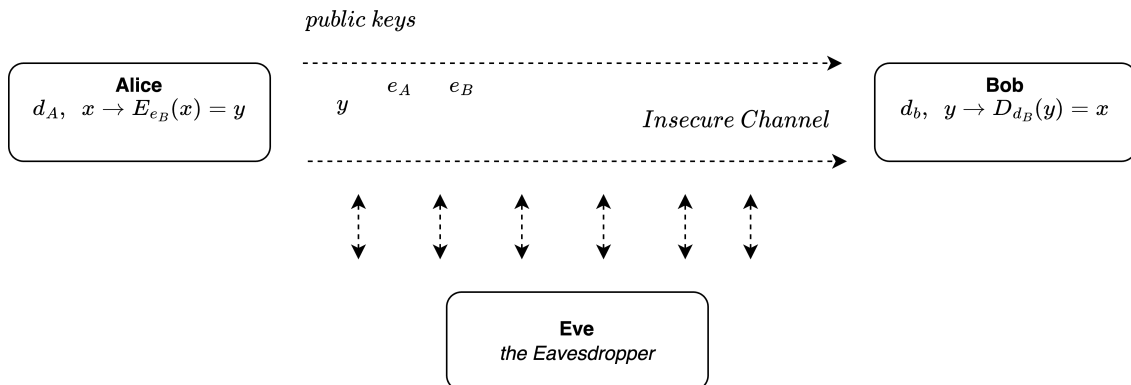 public keys
Alice
d_A, x → E_{e_B}(x) = y
e_A e_B
y
Insecure Channel
Bob
d_b, y → D_{d_B}(y) = x
Eve
the Eavesdropper